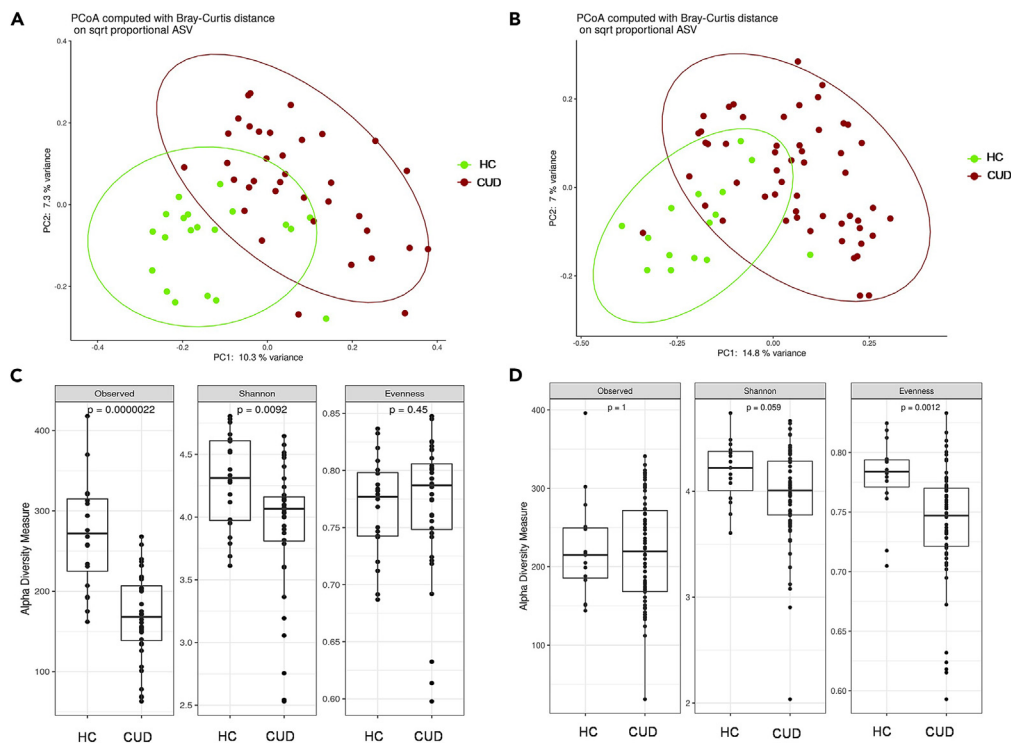 A
PCoA computed with Bray-Curtis distance
on sqrt proportional ASV
0.4
0.2
0.0
-0.2
PC2: 7.3 % variance
-0.4
-0.2
0.0
0.2
0.4
PC1: 10.3 % variance
HC
CUD
B
PCoA computed with Bray-Curtis distance
on sqrt proportional ASV
0.2
0.0
-0.2
PC2: 7 % variance
-0.50
-0.25
0.00
0.25
PC1: 14.8 % variance
HC
CUD
C
Alpha Diversity Measure
Observed
p = 0.0000022
400
300
200
100
HC CUD
Shannon
p = 0.0092
4.5
4.0
3.5
3.0
2.5
HC CUD
Evenness
p = 0.45
0.85
0.80
0.75
0.70
0.65
0.60
HC CUD
D
Alpha Diversity Measure
Observed
p = 1
400
300
200
100
HC CUD
Shannon
p = 0.059
4
3
2
HC CUD
Evenness
p = 0.0012
0.80
0.75
0.70
0.65
0.60
HC CUD